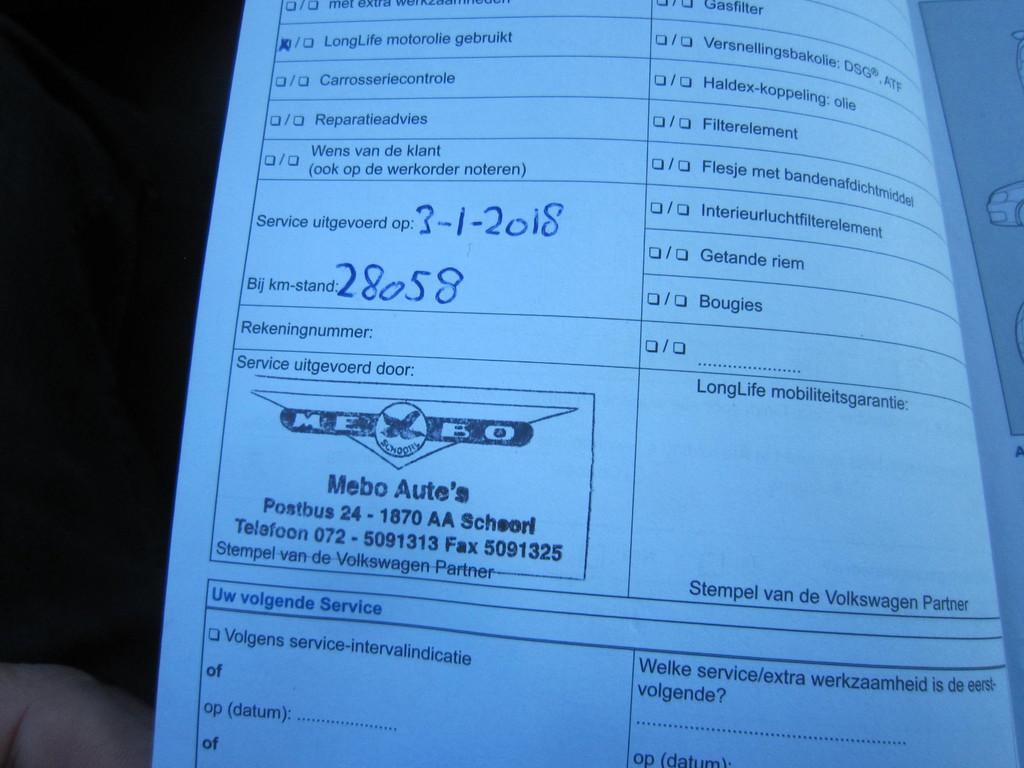 ❏ / ❏ met extra werkzaamheden
☒ / ❏ LongLife motorolie gebruikt
❏ / ❏ Carrosseriecontrole
❏ / ❏ Reparatieadvies
❏ / ❏ Wens van de klant
(ook op de werkorder noteren)
Service uitgevoerd op: 3-1-2018
Bij km-stand: 28058
Rekeningnummer:
Service uitgevoerd door:
MEBO
SCHOORL
Mebo Auto's
Postbus 24 - 1870 AA Schoorl
Telefoon 072 - 5091313 Fax 5091325
Stempel van de Volkswagen Partner
❏ / ❏ Gasfilter
❏ / ❏ Versnellingsbakolie: DSG®, ATF
❏ / ❏ Haldex-koppeling: olie
❏ / ❏ Filterelement
❏ / ❏ Flesje met bandenafdichtmiddel
❏ / ❏ Interieurluchtfilterelement
❏ / ❏ Getande riem
❏ / ❏ Bougies
❏ / ❏ .....................
LongLife mobiliteitsgarantie:
Stempel van de Volkswagen Partner
Uw volgende Service
❏ Volgens service-intervalindicatie
of
op (datum): .....................
of
Welke service/extra werkzaamheid is de eerst-
volgende?
..................................................
op (datum):
A